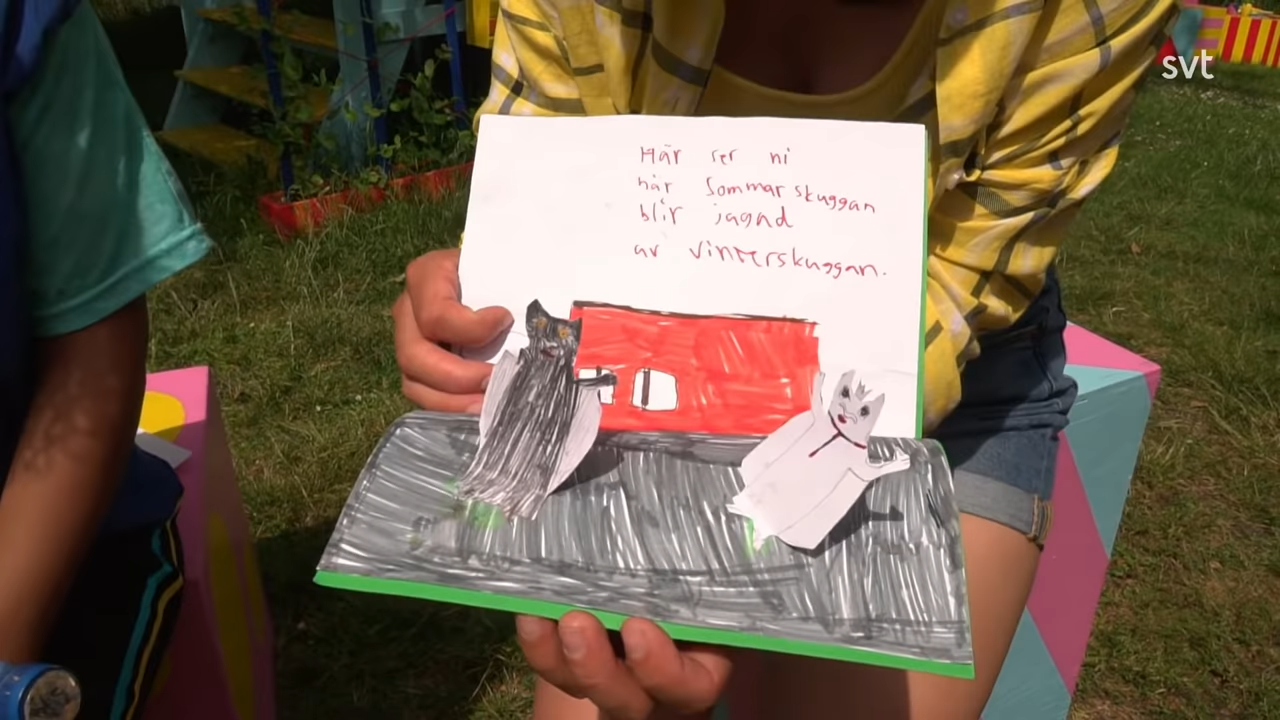 svt
Här ser ni
när Sommarskuggan
blir jagad
av vinterskuggan.